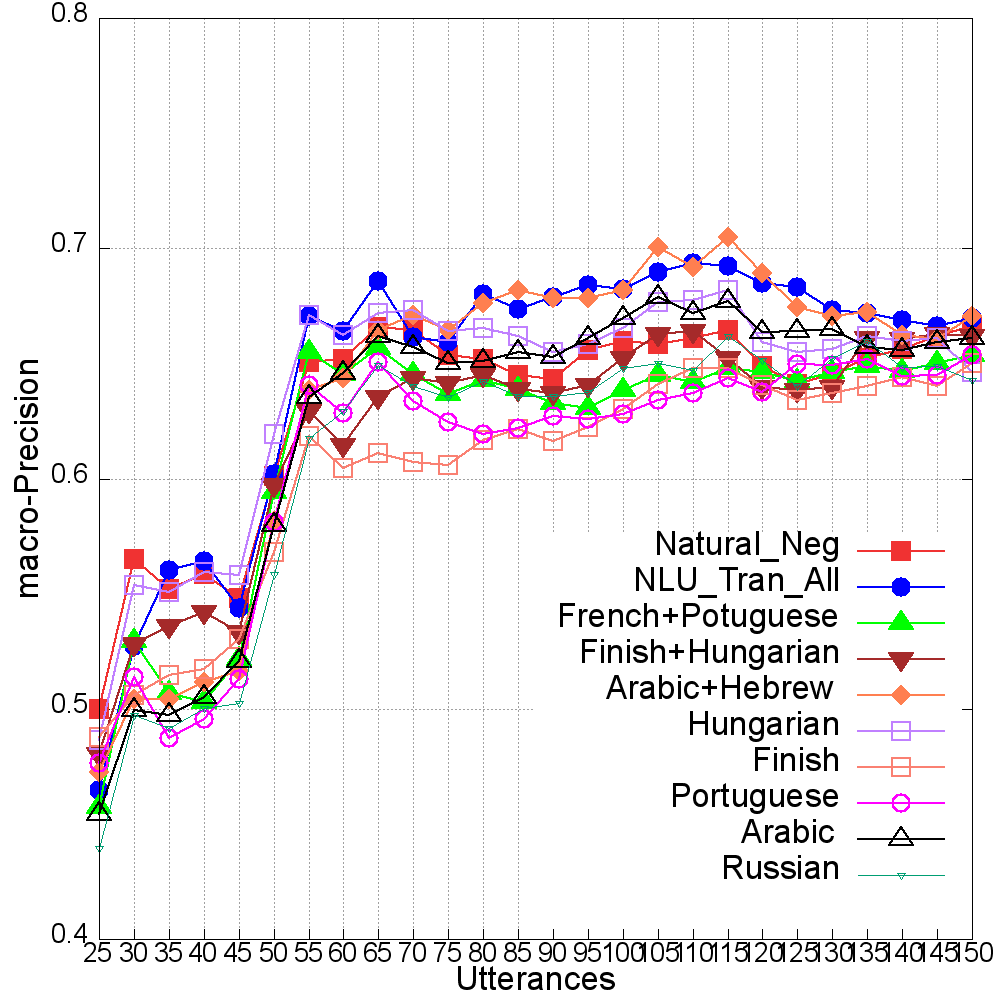 0.8
0.7
0.6
0.5
0.4
macro-Precision
Natural_Neg
NLU_Tran_All
French+Potuguese
Finish+Hungarian
Arabic+Hebrew
Hungarian
Finish
Portuguese
Arabic
Russian
25 30 35 40 45 50 55 60 65 70 75 80 85 90 95 100 105 110 115 120 125 130 135 140 145 150
Utterances